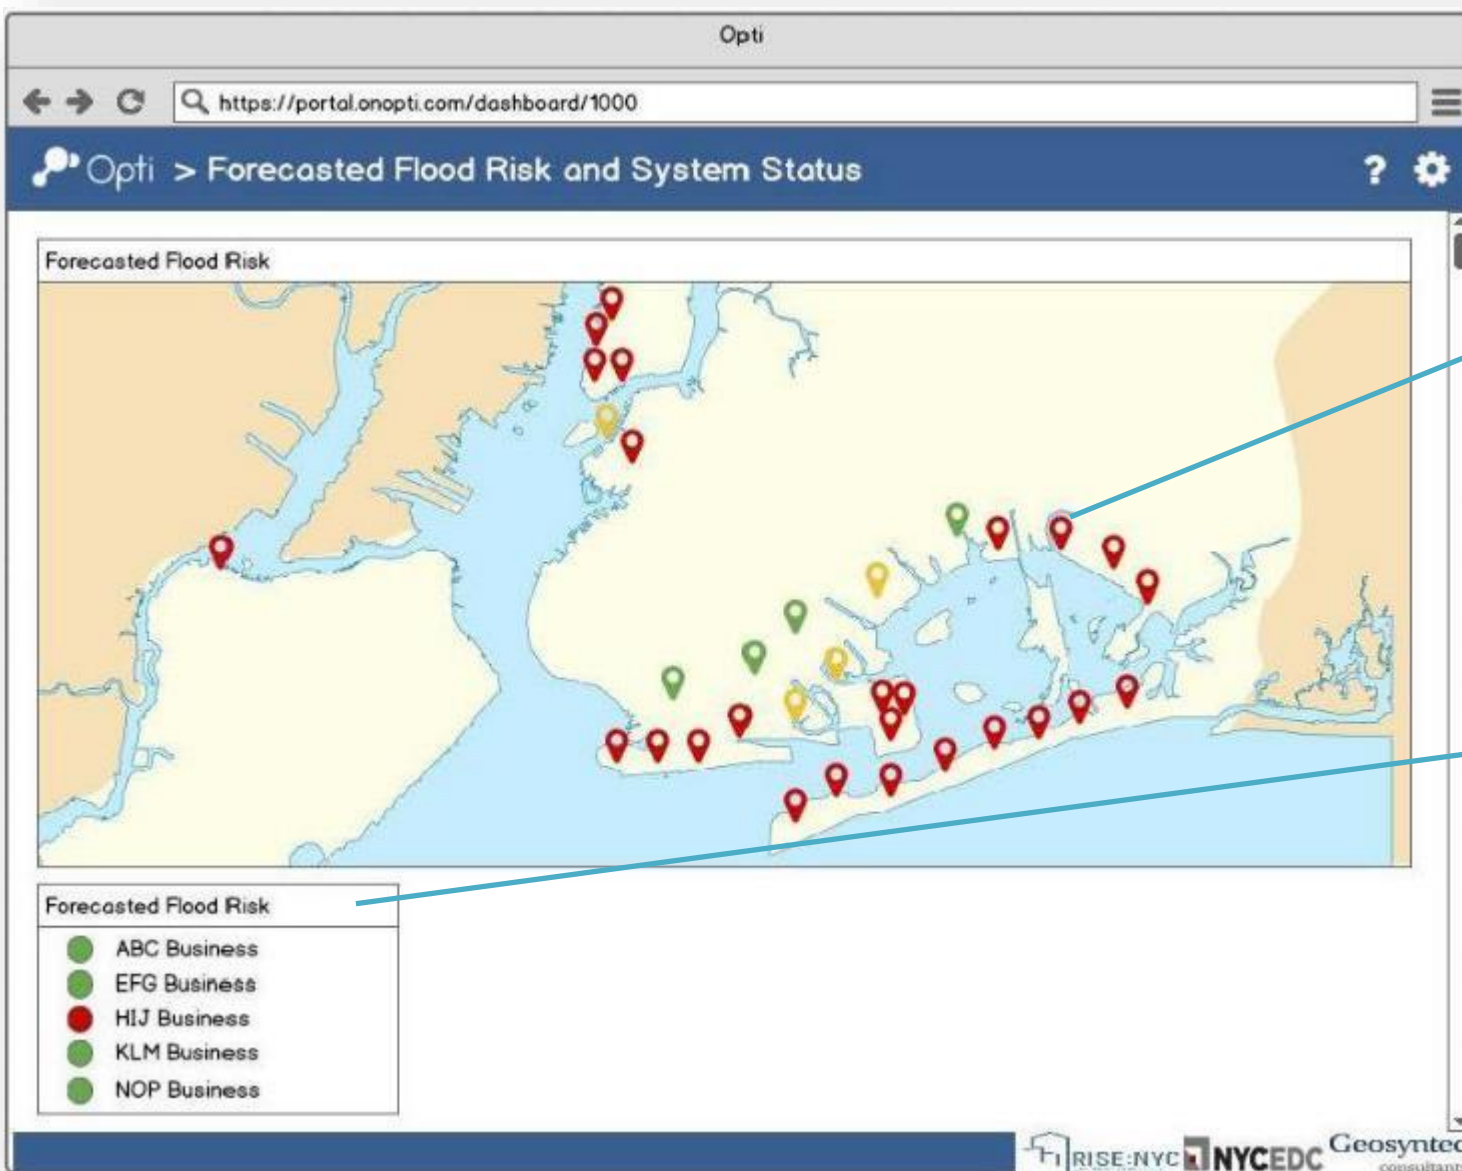 Opti
https://portal.onopti.com/dashboard/1000
Opti > Forecasted Flood Risk and System Status ?
Forecasted Flood Risk
Forecasted Flood Risk
ABC Business
EFG Business
HIJ Business
KLM Business
NOP Business
RISE:NYC NYCEDC Geosyntec
consultants